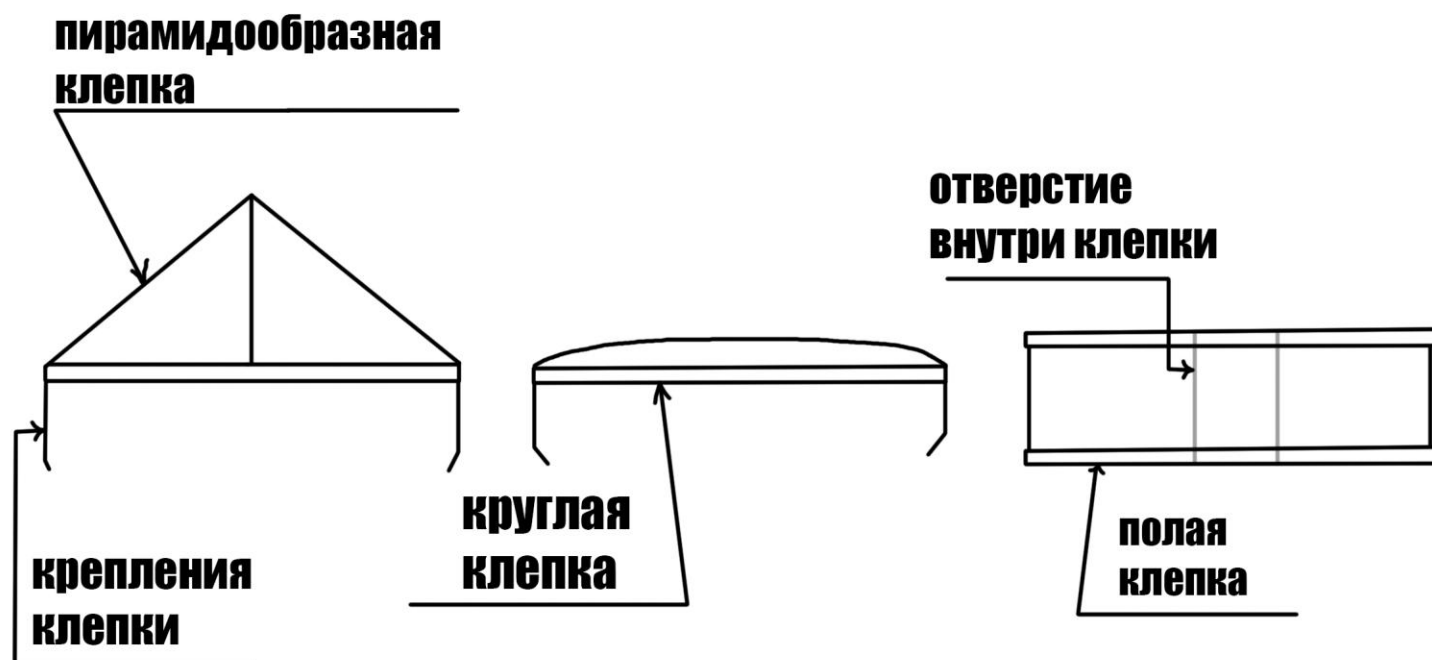 пирамидообразная
клепка
отверстие
внутри клепки
круглая
клепка
полая
клепка
крепления
клепки